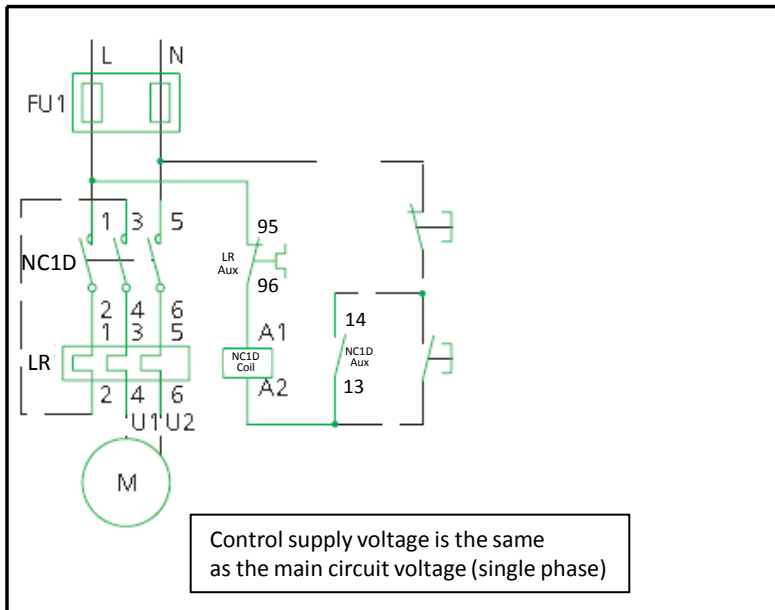 L N
FU1
1 3 5
NC1D
2 4 6
1 3 5
LR
2 4 6
U1 U2
M
95
LR
Aux
96
A1
NC1D
Coil
A2
14
NC1D
Aux
13
Control supply voltage is the same
as the main circuit voltage (single phase)